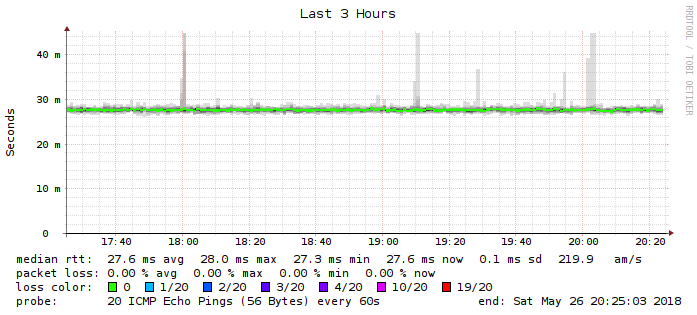 Last 3 Hours
RRDTOOL / TOBI OETIKER
Seconds
40 m
30 m
20 m
10 m
0
17:40 18:00 18:20 18:40 19:00 19:20 19:40 20:00 20:20
median rtt: 27.6 ms avg 28.0 ms max 27.3 ms min 27.6 ms now 0.1 ms sd 219.9 am/s
packet loss: 0.00 % avg 0.00 % max 0.00 % min 0.00 % now
loss color: 0 1/20 2/20 3/20 4/20 10/20 19/20
probe: 20 ICMP Echo Pings (56 Bytes) every 60s end: Sat May 26 20:25:03 2018